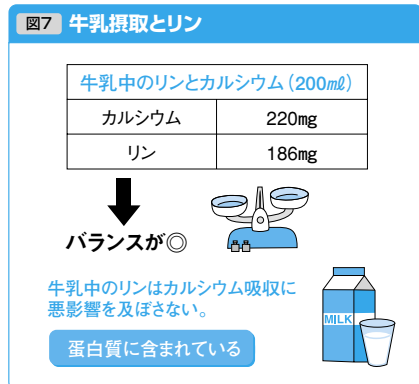 図7 牛乳摂取とリン
牛乳中のリンとカルシウム(200㎖)
カルシウム 220㎎
リン 186㎎
バランスが◎
牛乳中のリンはカルシウム吸収に
悪影響を及ぼさない。
MILK
蛋白質に含まれている